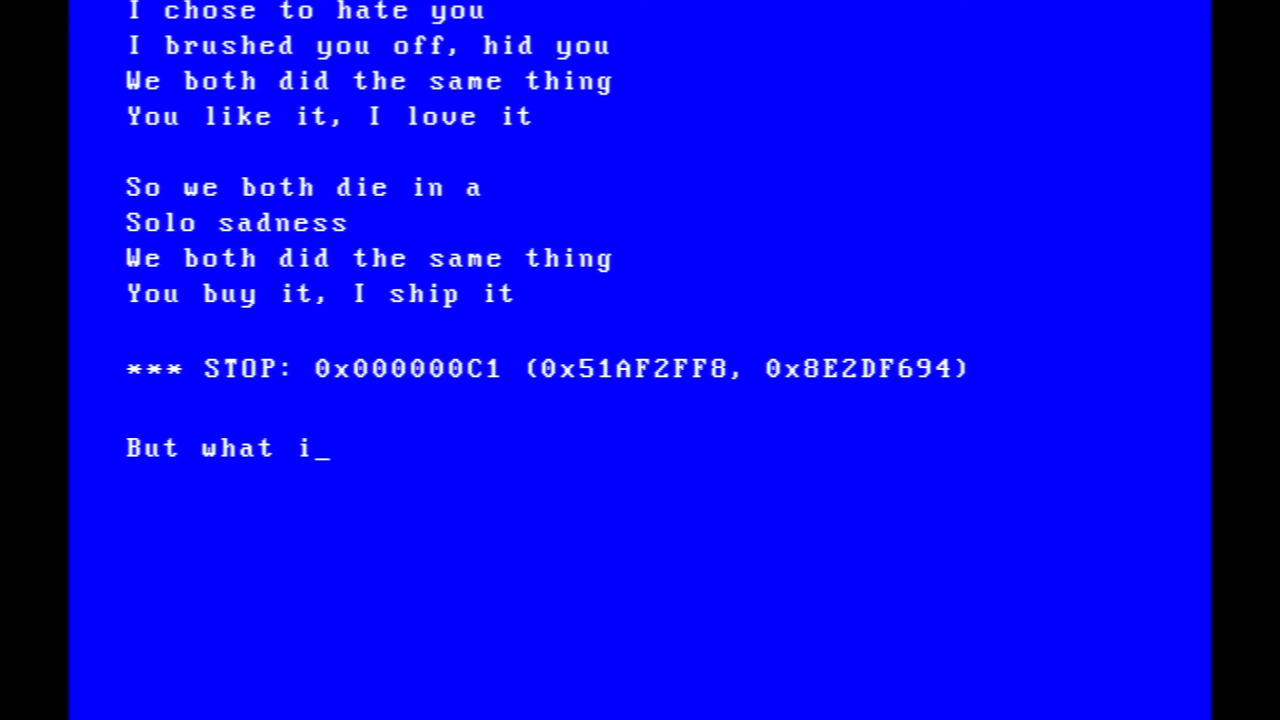 I chose to hate you
I brushed you off, hid you
We both did the same thing
You like it, I love it
So we both die in a
Solo sadness
We both did the same thing
You buy it, I ship it
*** STOP: 0x000000C1 (0x51AF2FF8, 0x8E2DF694)
But what i_